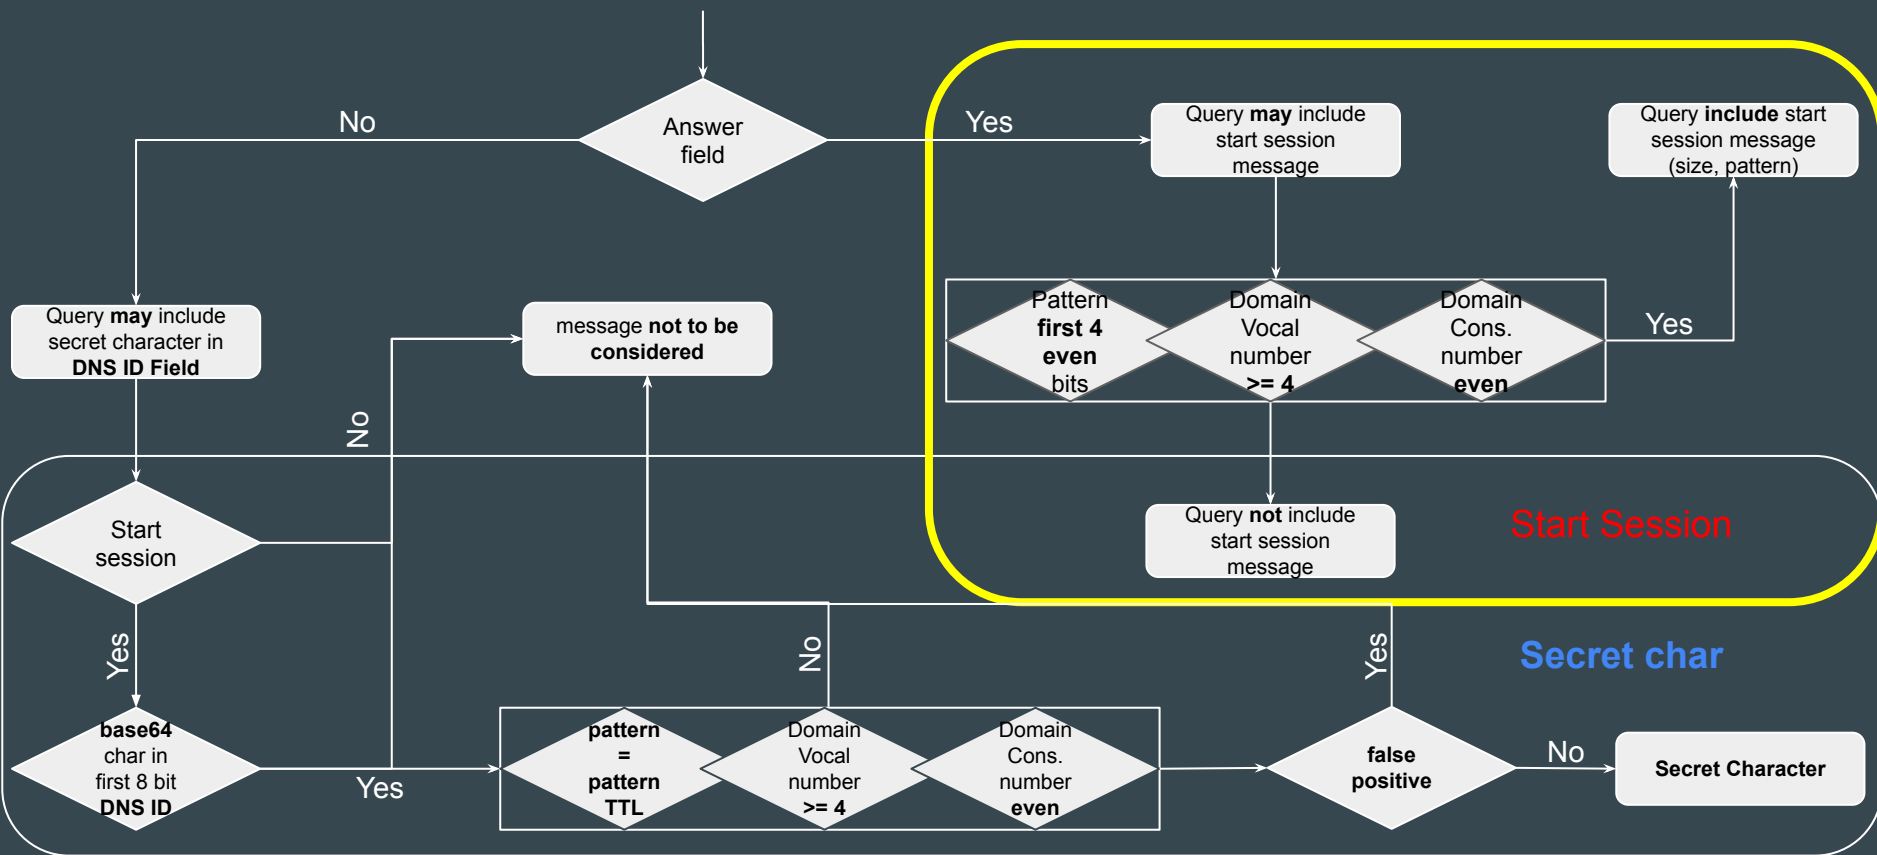 No
Answer
field
Yes
Query may include
start session
message
Query include start
session message
(size, pattern)
Query may include
secret character in
DNS ID Field
message not to be
considered
Pattern
first 4
even
bits
Domain
Vocal
number
>= 4
Domain
Cons.
number
even
Yes
No
Start
session
Query not include
start session
message
Start Session
Yes
No
Yes
Secret char
base64
char in
first 8 bit
DNS ID
Yes
pattern
=
pattern
TTL
Domain
Vocal
number
>= 4
Domain
Cons.
number
even
false
positive
No
Secret Character